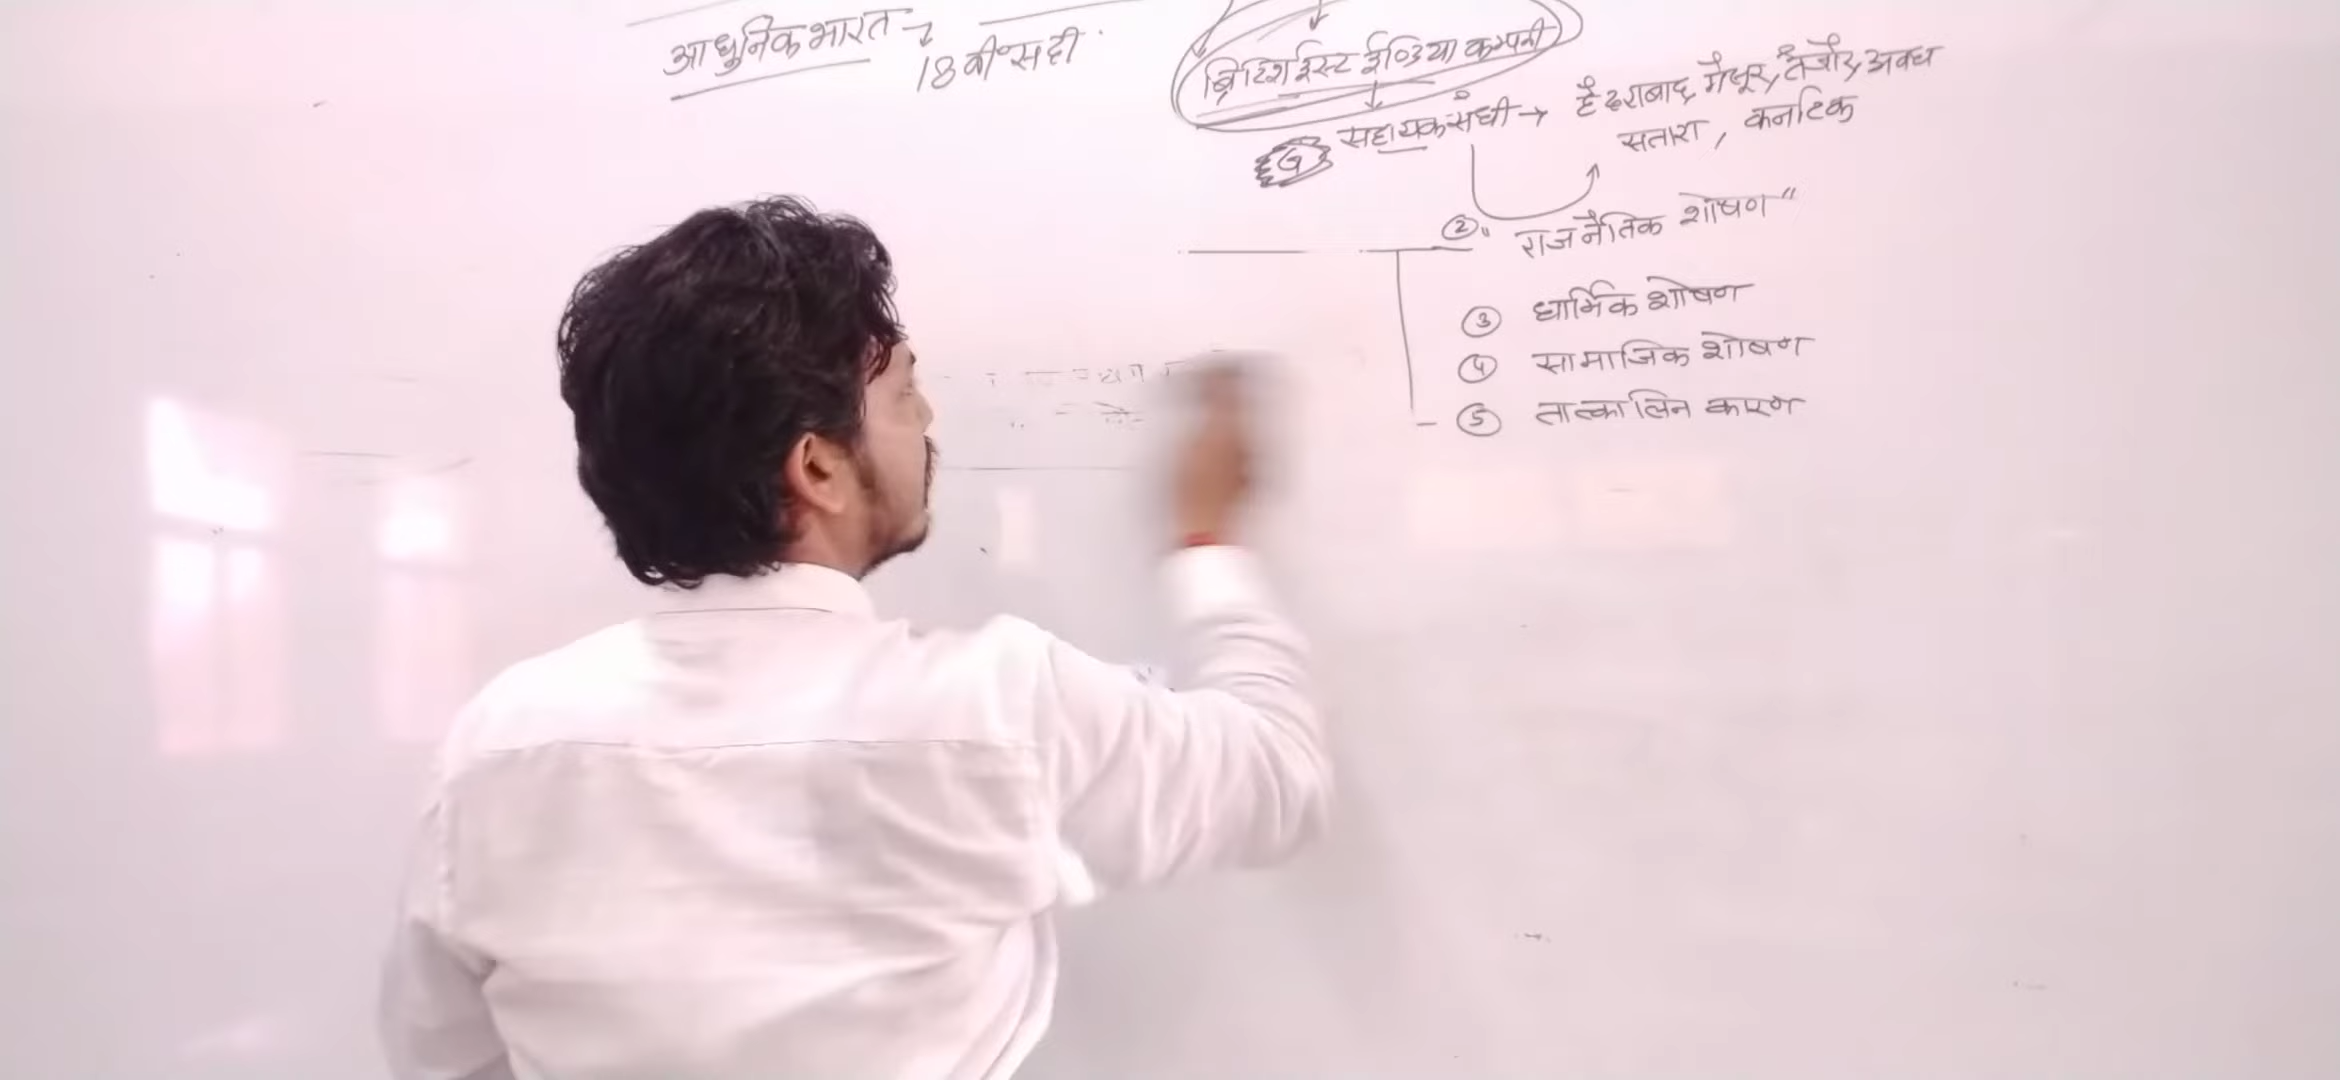 आधुनिक भारत →
18 वी॰ सदी
ब्रिटिश ईस्ट ईण्डिया कम्पनी
सहायक संधी → हैदराबाद, मैसूर, तंजौर, अवध
सतारा, कर्नाटक
② "राजनैतिक शोषण"
③ धार्मिक शोषण
④ सामाजिक शोषण
⑤ तात्कालिन कारण